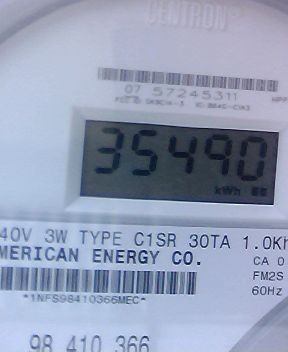 CENTRON®
07 57245311
35490
kWh
40V 3W TYPE C1SR 30TA 1.0Kh
MERICAN ENERGY CO.
CA 0
FM2S
*1NFS98410366MEC*
60Hz
98 410 366